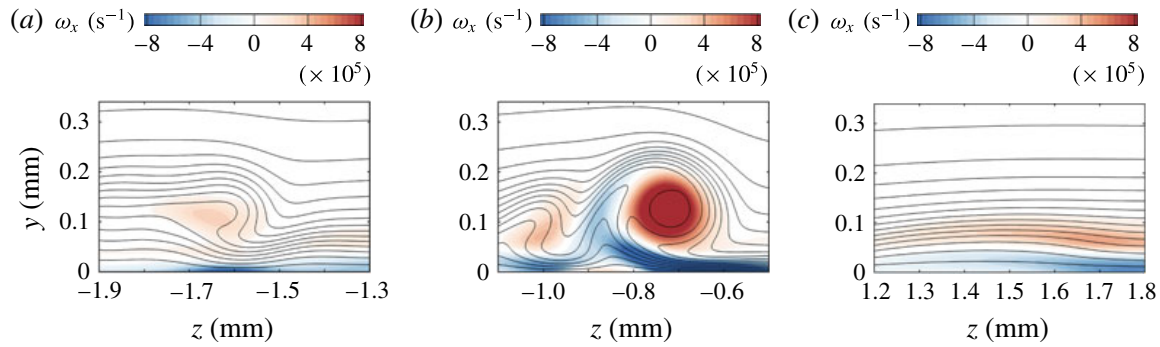 (a) ωx (s−1) −8 −4 0 4 8 (× 10⁵)
(b) ωx (s−1) −8 −4 0 4 8 (× 10⁵)
(c) ωx (s−1) −8 −4 0 4 8 (× 10⁵)
y (mm)
0.3
0.2
0.1
0
−1.9 −1.7 −1.5 −1.3
z (mm)
0.3
0.2
0.1
0
−1.0 −0.8 −0.6
z (mm)
0.3
0.2
0.1
0
1.2 1.3 1.4 1.5 1.6 1.7 1.8
z (mm)